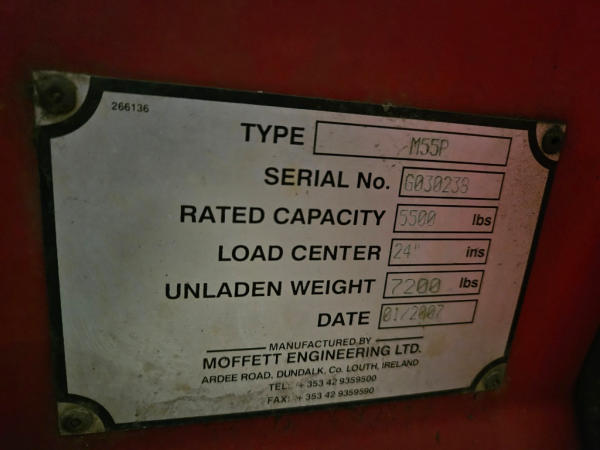 266136
TYPE M55P
SERIAL No. G030238
RATED CAPACITY 5500 lbs
LOAD CENTER 24" ins
UNLADEN WEIGHT 7200 lbs
DATE 01/2007
MANUFACTURED BY
MOFFETT ENGINEERING LTD.
ARDEE ROAD, DUNDALK, Co. LOUTH, IRELAND
TEL: + 353 42 9359500
FAX: + 353 42 9359590